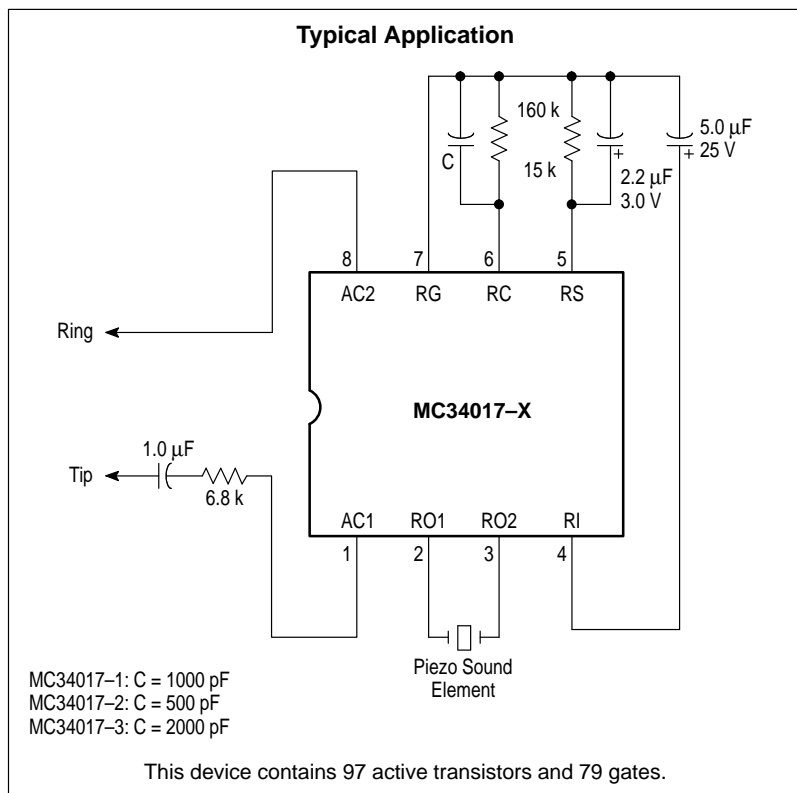 Typical Application
160 k
15 k
C
2.2 µF
3.0 V
5.0 µF
25 V
8
7
6
5
AC2
RG
RC
RS
Ring
MC34017–X
1.0 µF
Tip
6.8 k
AC1
RO1
RO2
RI
1
2
3
4
Piezo Sound
Element
MC34017–1: C = 1000 pF
MC34017–2: C = 500 pF
MC34017–3: C = 2000 pF
This device contains 97 active transistors and 79 gates.